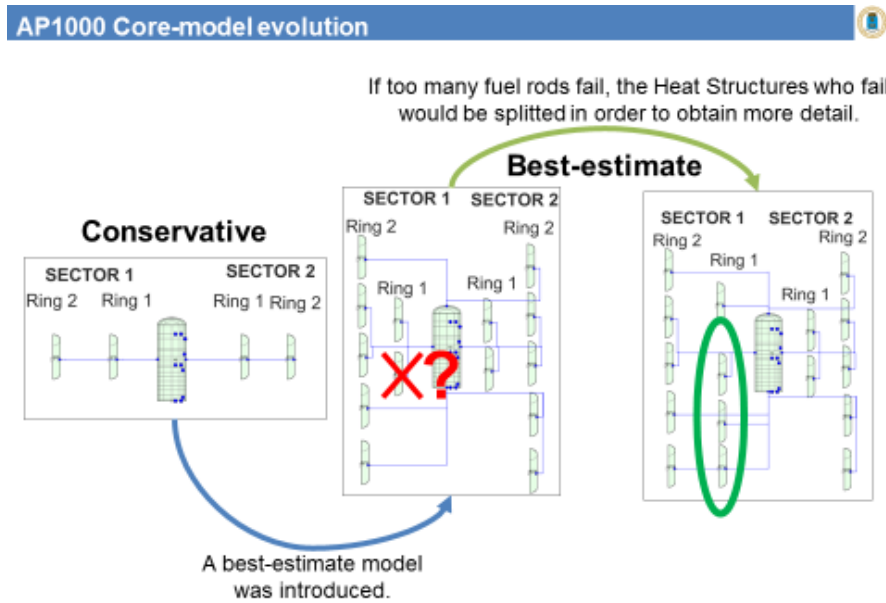 AP1000 Core-model evolution
If too many fuel rods fail, the Heat Structures who fail
would be splitted in order to obtain more detail.
Best-estimate
Conservative
SECTOR 1 SECTOR 2
Ring 2 Ring 1 Ring 1 Ring 2
SECTOR 1 SECTOR 2
Ring 2 Ring 2
Ring 1 Ring 1
X?
SECTOR 1 SECTOR 2
Ring 2 Ring 2
Ring 1
Ring 1
A best-estimate model
was introduced.